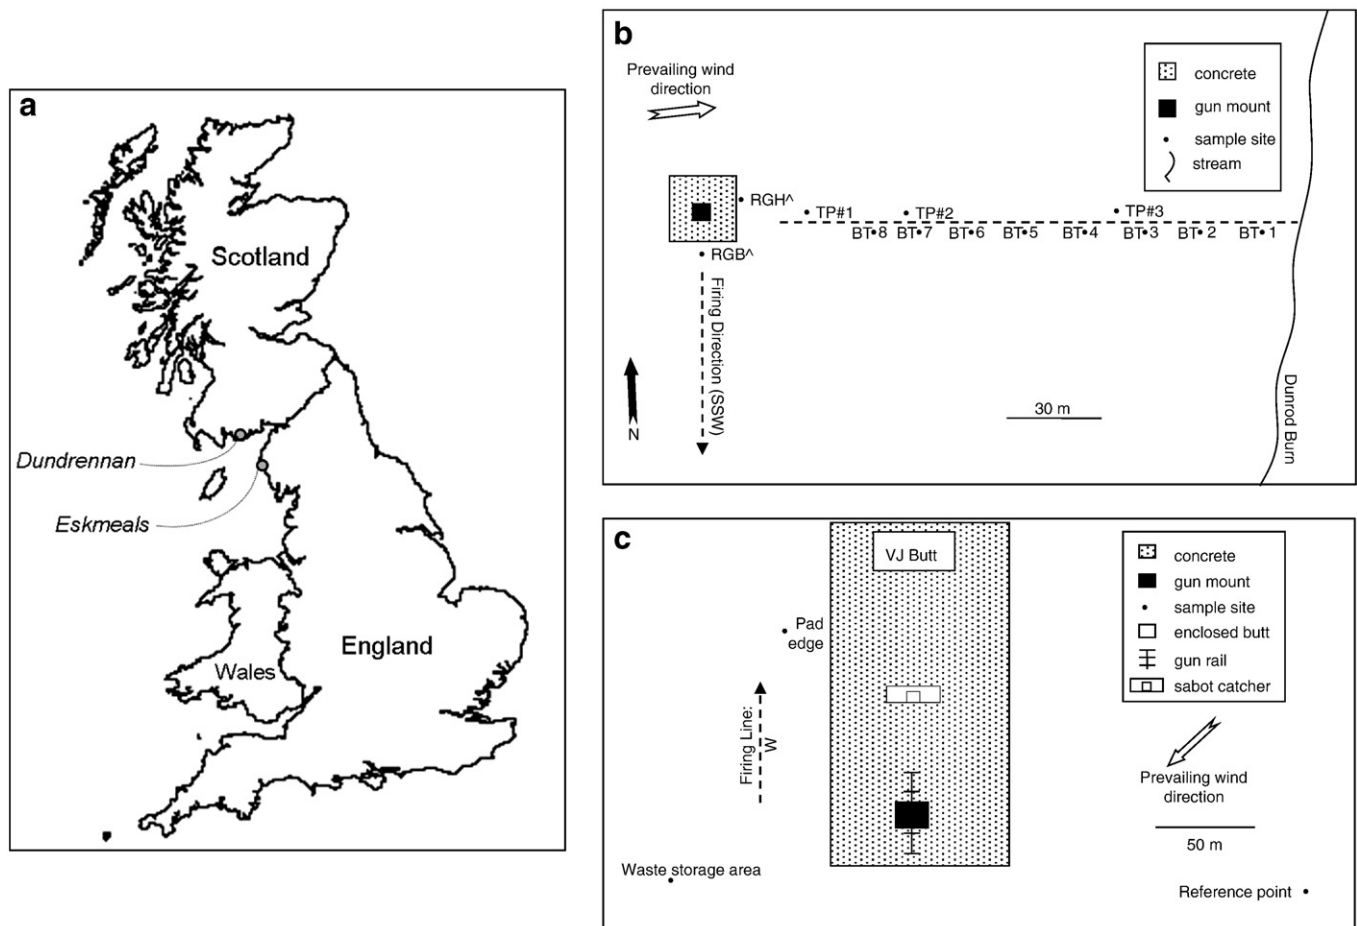 a
Scotland
Dundrennan
Eskmeals
England
Wales
b
Prevailing wind
direction
concrete
gun mount
sample site
stream
RGH^
TP#1
TP#2
TP#3
BT•8
BT•7
BT•6
BT•5
BT•4
BT•3
BT•2
BT•1
RGB^
Firing Direction (SSW)
N
30 m
Dunrod Burn
c
VJ Butt
Pad
edge
Firing Line:
W
Waste storage area
concrete
gun mount
sample site
enclosed butt
gun rail
sabot catcher
Prevailing wind
direction
50 m
Reference point